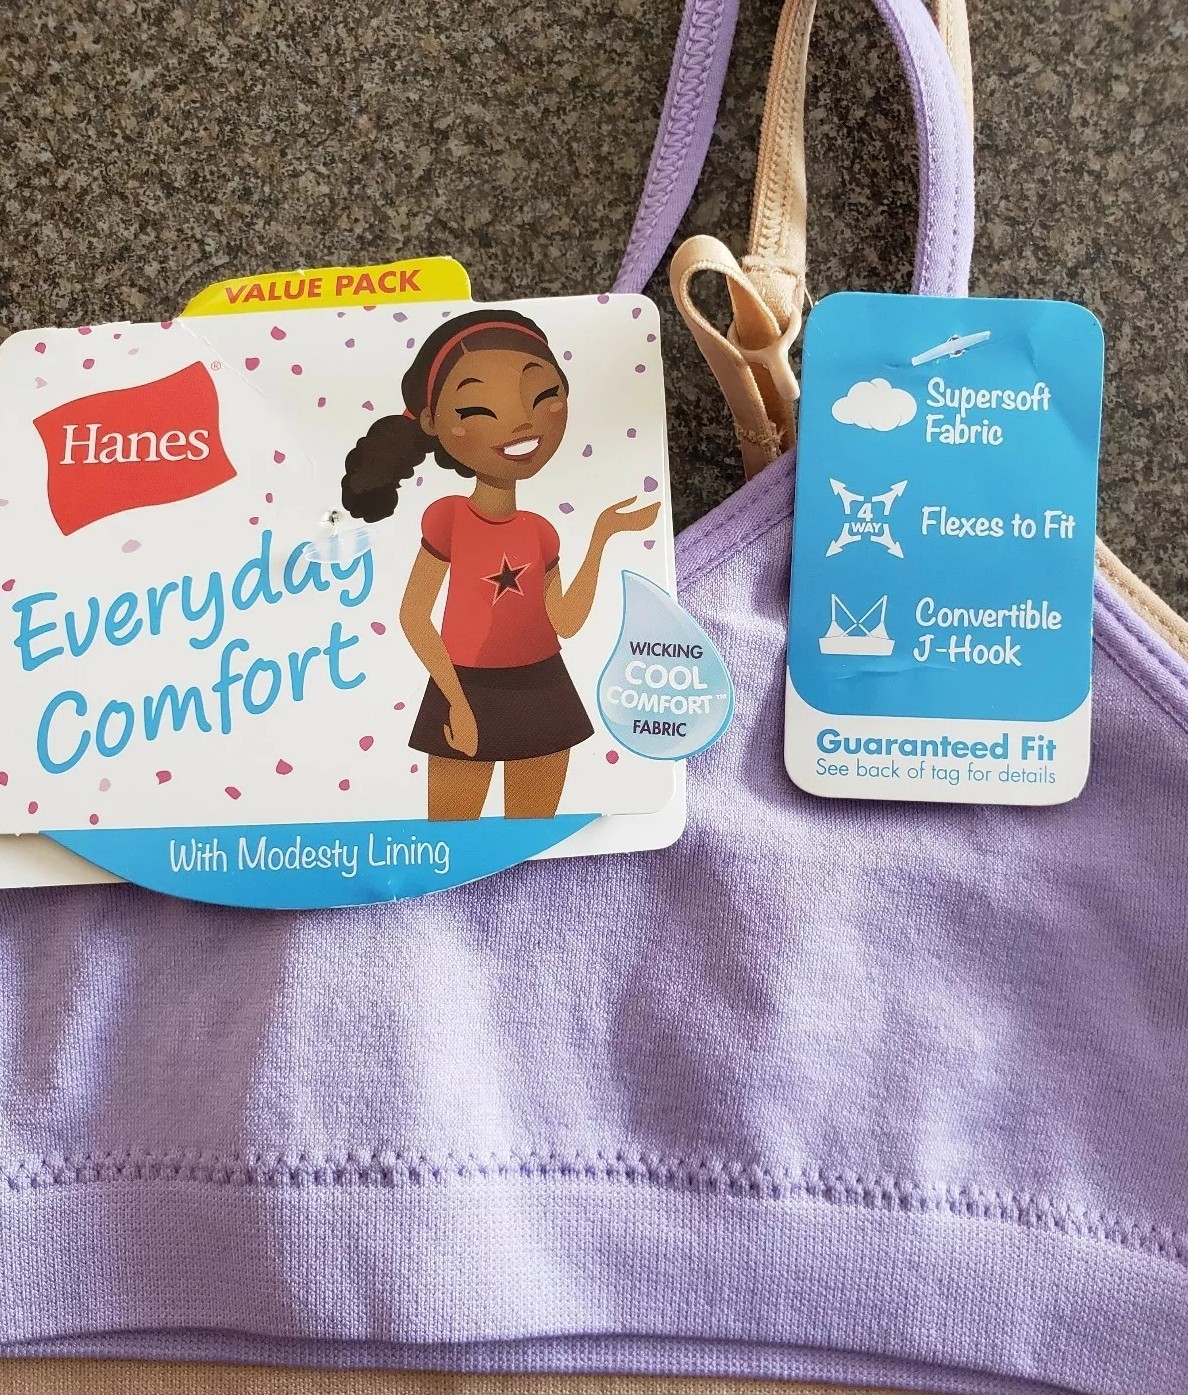 VALUE PACK
Hanes®
Everyday
Comfort
WICKING
COOL
COMFORT™
FABRIC
With Modesty Lining
Supersoft
Fabric
4
WAY
Flexes to Fit
Convertible
J-Hook
Guaranteed Fit
See back of tag for details